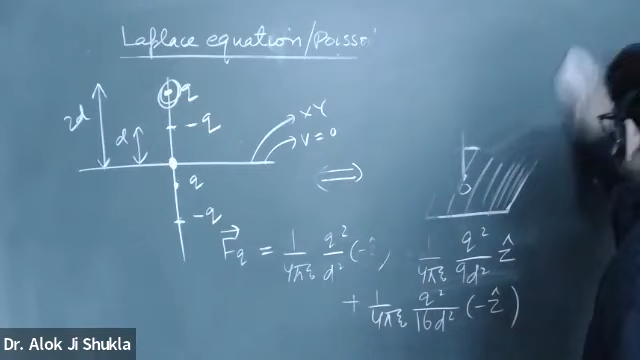 Laplace equation/Poiss
q
2d
d
-q
XY
V=0
q
-q
F⃗q = 1/4πε q²/d² (-ẑ), 1/4πε q²/9d² ẑ
+ 1/4πε q²/16d² (-ẑ))
Dr. Alok Ji Shukla